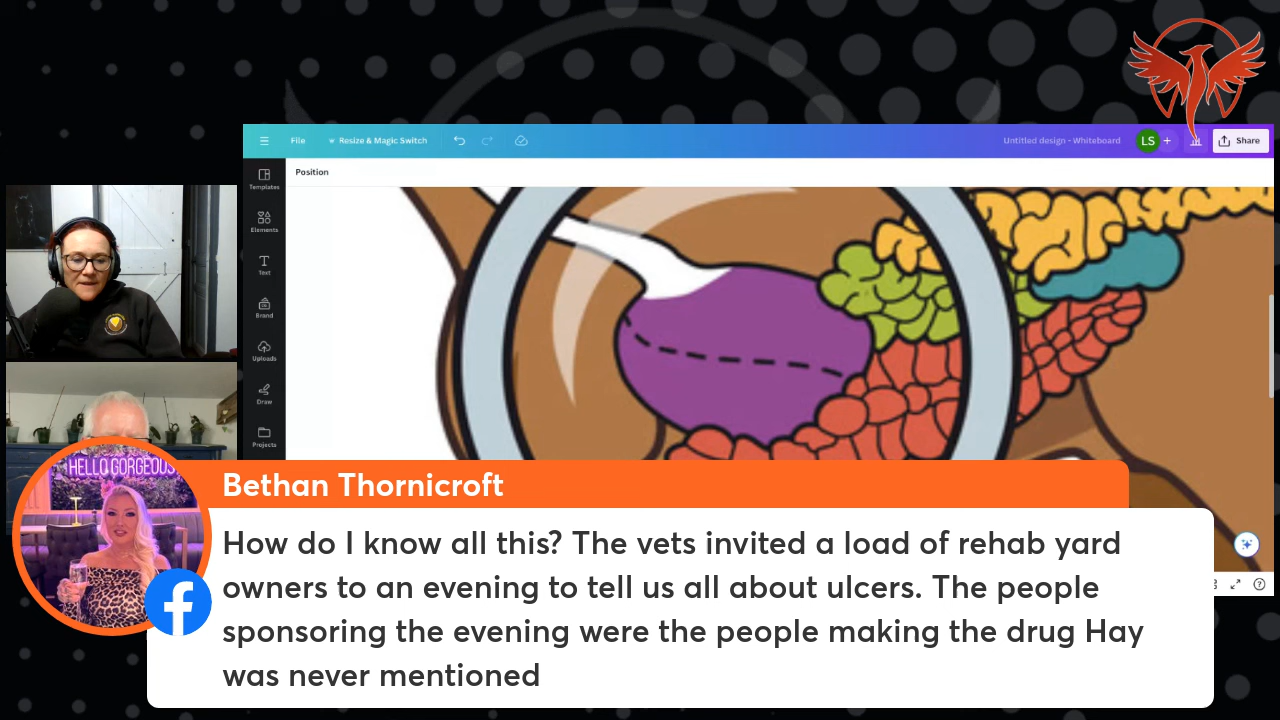 File
Resize & Magic Switch
Untitled design - Whiteboard
LS
+
Share
Templates
Position
Elements
Text
Brand
Uploads
Draw
Projects
HELLO GORGEOUS
Bethan Thornicroft
How do I know all this? The vets invited a load of rehab yard
owners to an evening to tell us all about ulcers. The people
sponsoring the evening were the people making the drug Hay
was never mentioned